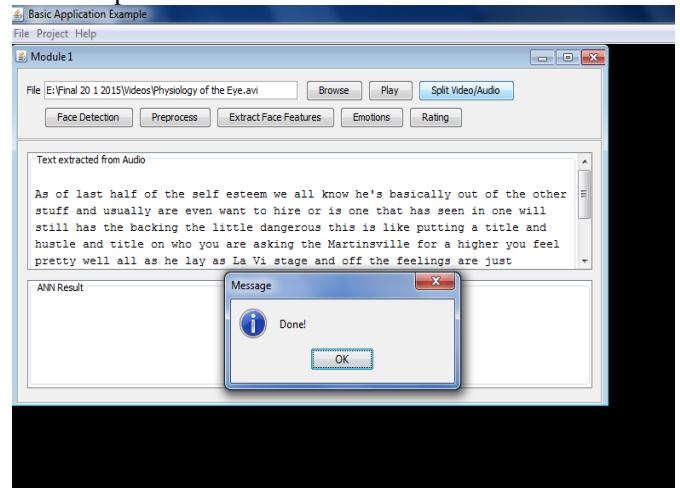 Basic Application Example
File Project Help
Module1
File E:\Final 20 1 2015\Videos\Physiology of the Eye.avi Browse Play Split Video/Audio
Face Detection Preprocess Extract Face Features Emotions Rating
Text extracted from Audio
As of last half of the self esteem we all know he's basically out of the other
stuff and usually are even want to hire or is one that has seen in one will
still has the backing the little dangerous this is like putting a title and
hustle and title on who you are asking the Martinsville for a higher you feel
pretty well all as he lay as La Vi stage and off the feelings are just
ANN Result
Message
Done!
OK